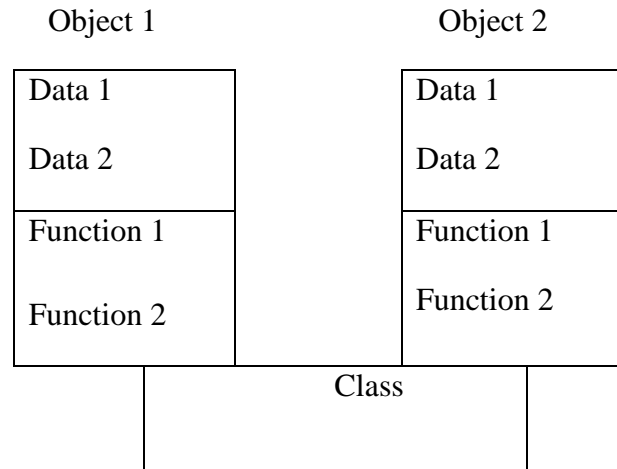 Object 1
Object 2
Data 1
Data 2
Function 1
Function 2
Data 1
Data 2
Function 1
Function 2
Class